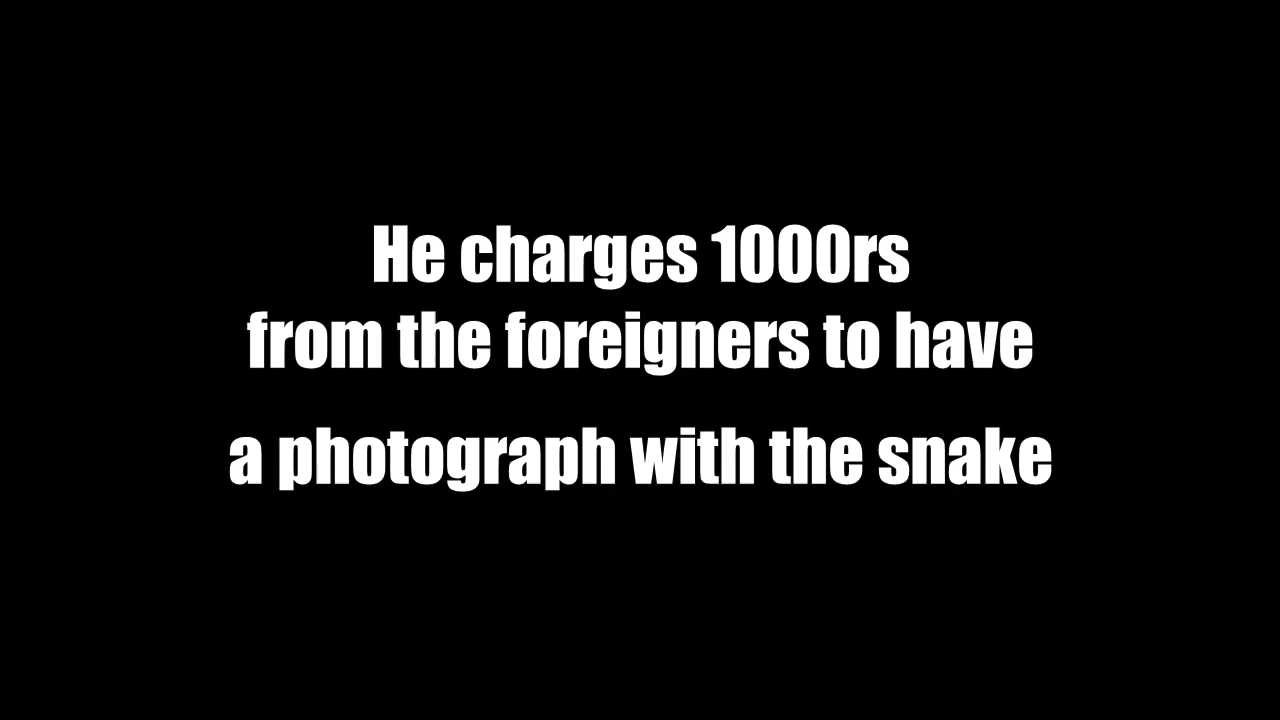 He charges 1000rs
from the foreigners to have
a photograph with the snake